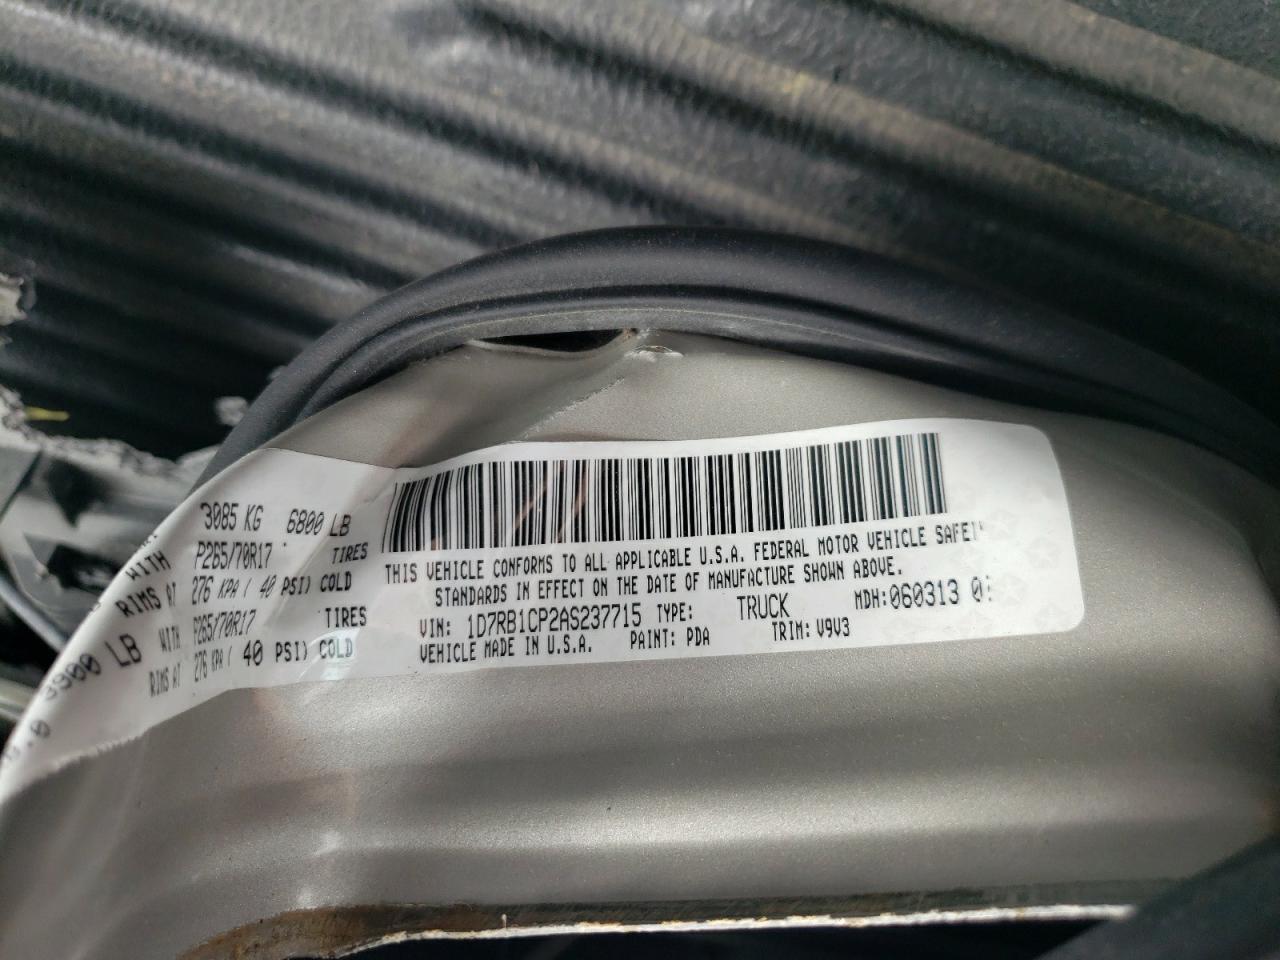 3085 KG 6800 LB
WITH P265/70R17 TIRES
RIMS AT 276 KPA( 40 PSI) COLD
3900 LB WITH P265/70R17 TIRES
RIMS AT 276 KPA( 40 PSI) COLD
THIS VEHICLE CONFORMS TO ALL APPLICABLE U.S.A. FEDERAL MOTOR VEHICLE
STANDARDS IN EFFECT ON THE DATE OF MANUFACTURE SHOWN ABOVE.
VIN: 1D7RB1CP2AS237715 TYPE: TRUCK MDH:060313
VEHICLE MADE IN U.S.A. PAINT: PDA TRIM: V9V3